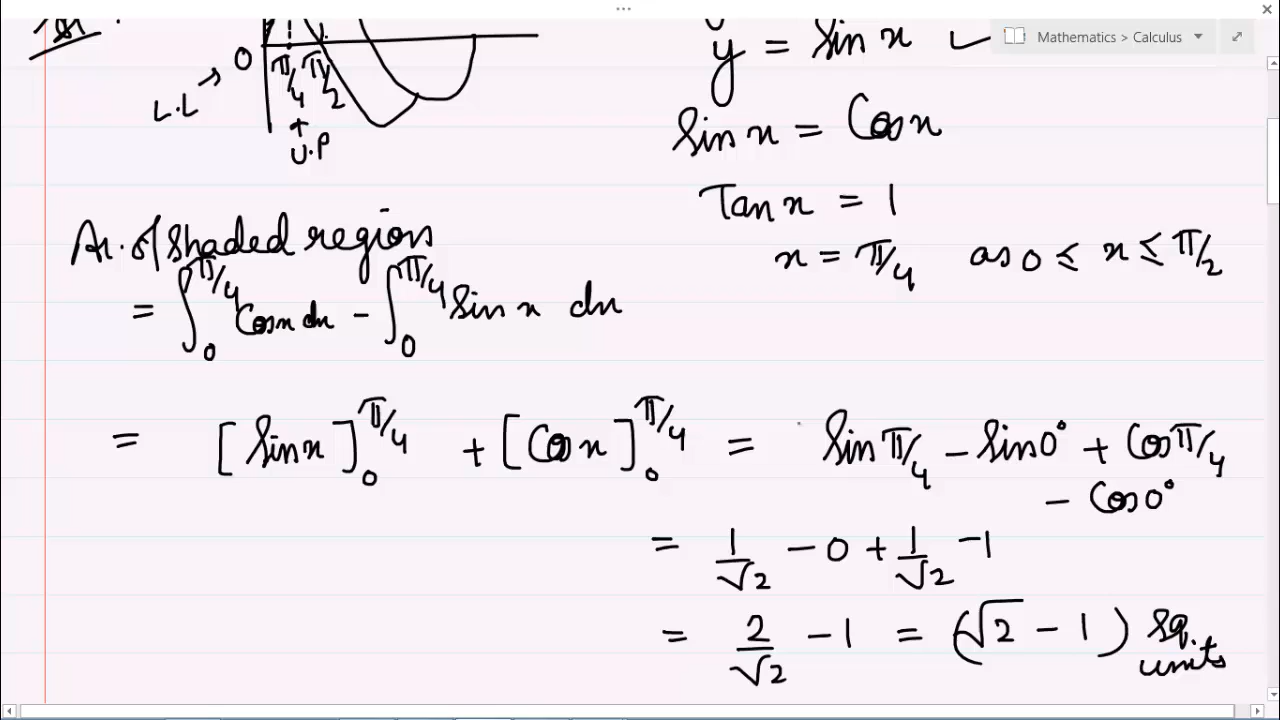 Mathematics > Calculus
1st.
0
π/4 π/2
L.L →
U.P
y = sin x ✓
sin x = Cos x
Tan x = 1
x = π/4 as 0 ≤ x ≤ π/2
Ar. of shaded region
= ∫₀^π/4 Cosx dx − ∫₀^π/4 sin x dx
= [sin x]₀^π/4 + [Cos x]₀^π/4 = sin π/4 − sin 0° + Cos π/4
− Cos 0°
= 1/√2 − 0 + 1/√2 − 1
= 2/√2 − 1 = (√2 − 1) sq.
units